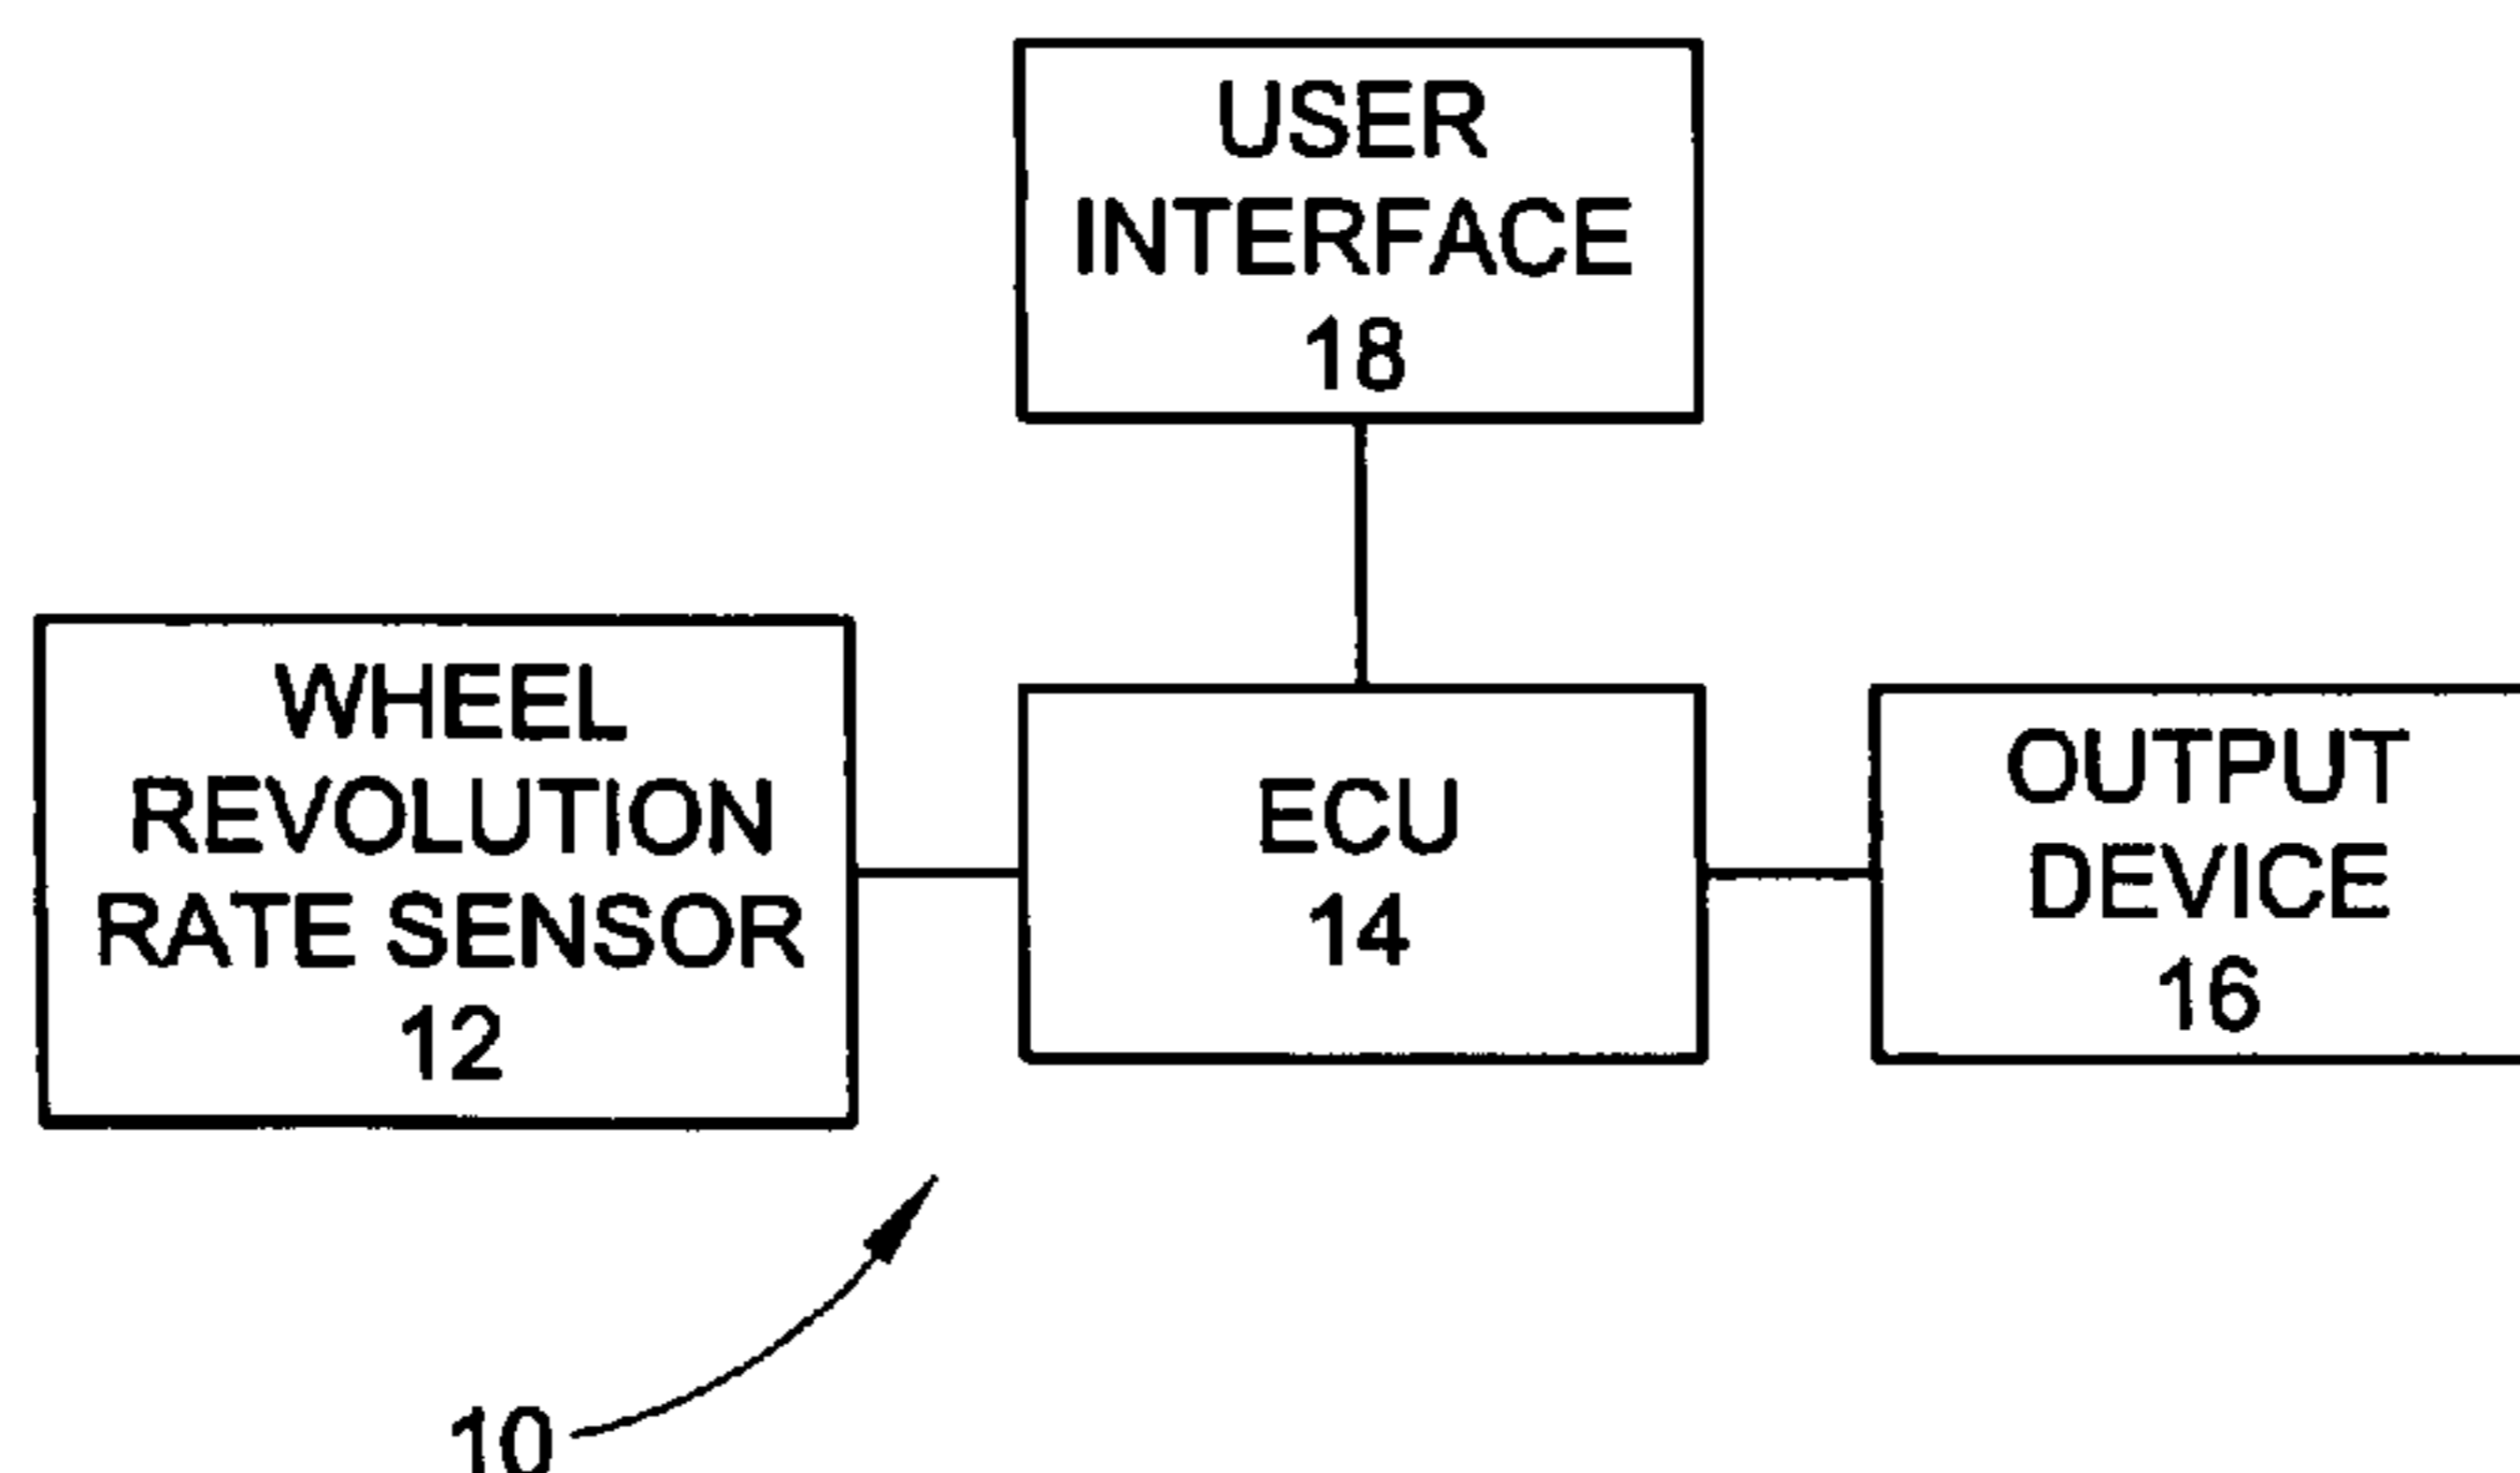 USER
INTERFACE
18
WHEEL
REVOLUTION
RATE SENSOR
12
ECU
14
OUTPUT
DEVICE
16
10